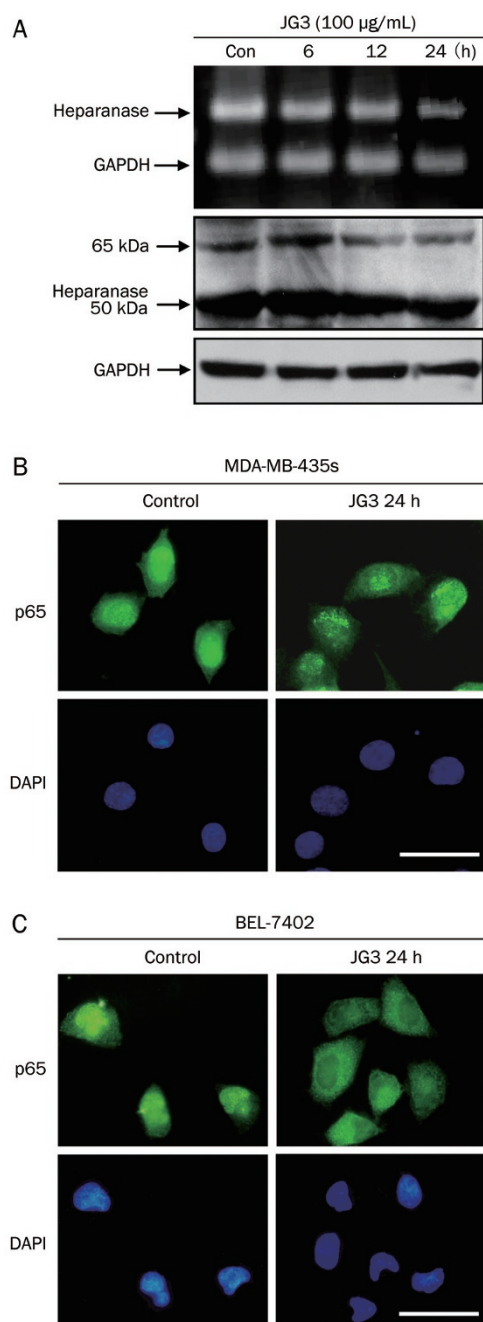 A
JG3 (100 µg/mL)
Con 6 12 24 (h)
Heparanase
GAPDH
65 kDa
Heparanase
50 kDa
GAPDH
B
MDA-MB-435s
Control JG3 24 h
p65
DAPI
C
BEL-7402
Control JG3 24 h
p65
DAPI